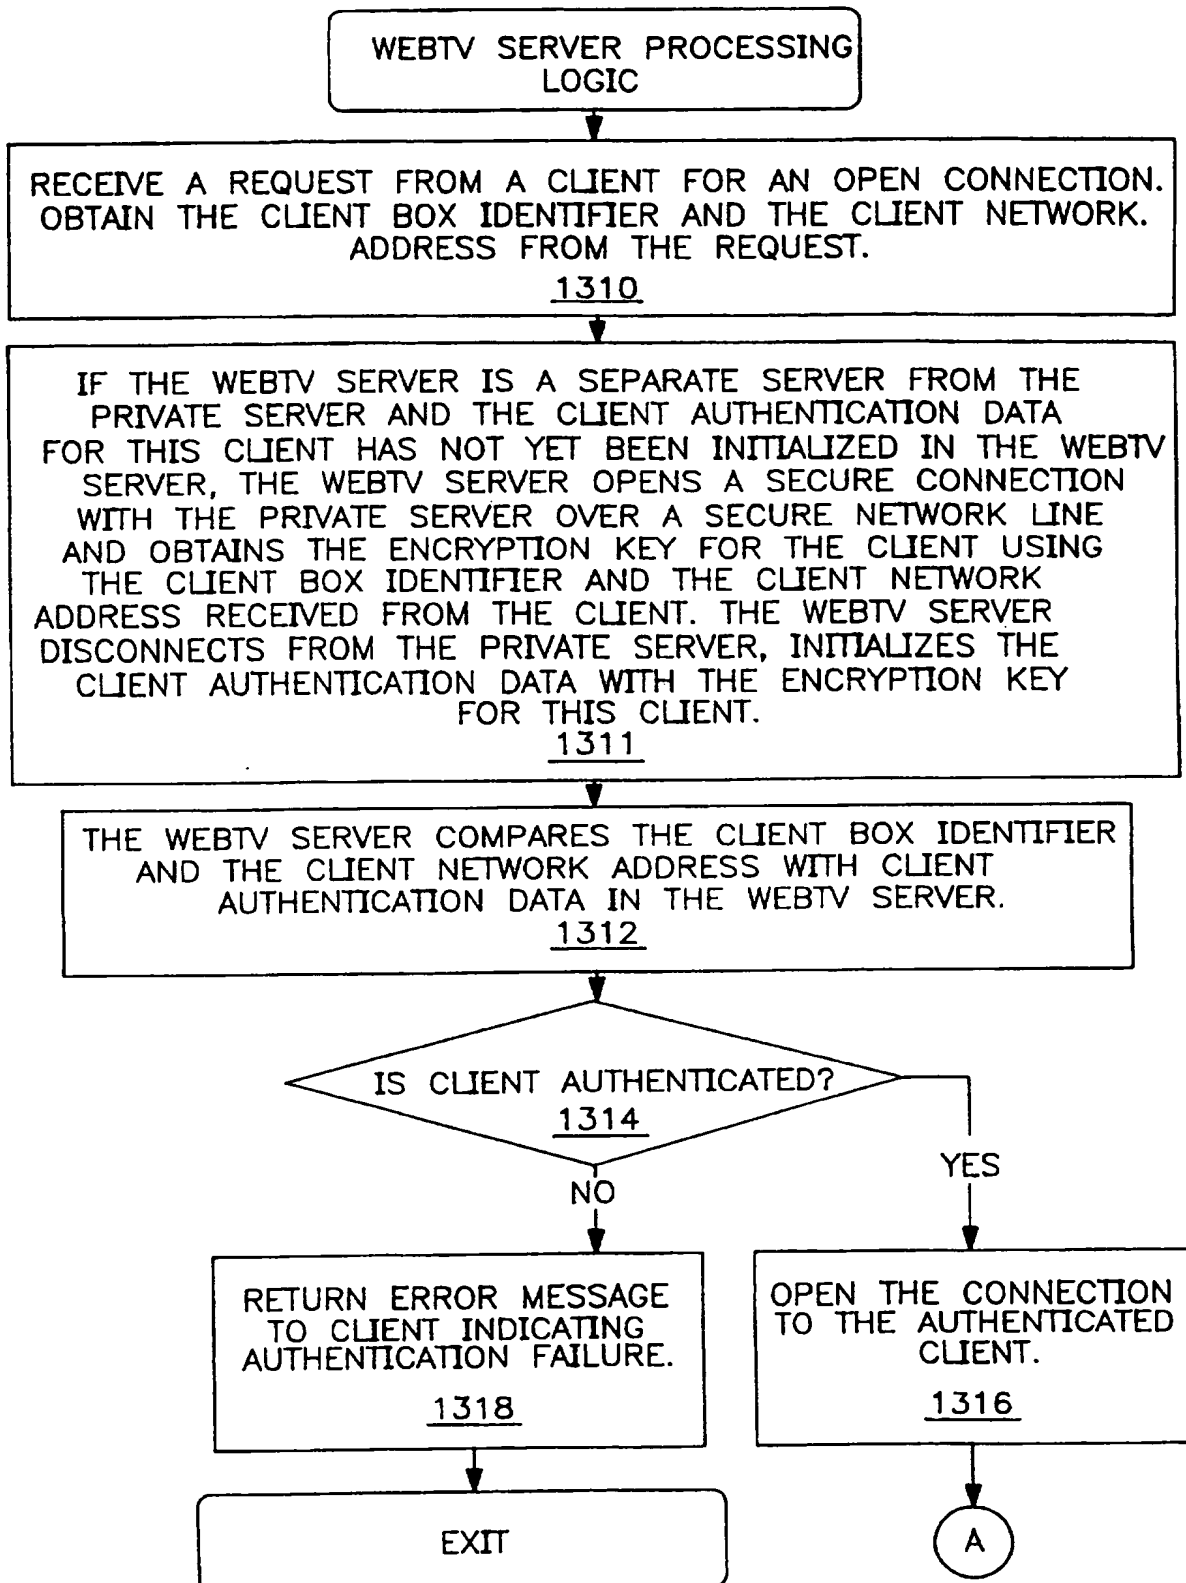 WEBTV SERVER PROCESSING
LOGIC
RECEIVE A REQUEST FROM A CLIENT FOR AN OPEN CONNECTION.
OBTAIN THE CLIENT BOX IDENTIFIER AND THE CLIENT NETWORK.
ADDRESS FROM THE REQUEST.
1310
IF THE WEBTV SERVER IS A SEPARATE SERVER FROM THE
PRIVATE SERVER AND THE CLIENT AUTHENTICATION DATA
FOR THIS CLIENT HAS NOT YET BEEN INITIALIZED IN THE WEBTV
SERVER, THE WEBTV SERVER OPENS A SECURE CONNECTION
WITH THE PRIVATE SERVER OVER A SECURE NETWORK LINE
AND OBTAINS THE ENCRYPTION KEY FOR THE CLIENT USING
THE CLIENT BOX IDENTIFIER AND THE CLIENT NETWORK
ADDRESS RECEIVED FROM THE CLIENT. THE WEBTV SERVER
DISCONNECTS FROM THE PRIVATE SERVER, INITIALIZES THE
CLIENT AUTHENTICATION DATA WITH THE ENCRYPTION KEY
FOR THIS CLIENT.
1311
THE WEBTV SERVER COMPARES THE CLIENT BOX IDENTIFIER
AND THE CLIENT NETWORK ADDRESS WITH CLIENT
AUTHENTICATION DATA IN THE WEBTV SERVER.
1312
IS CLIENT AUTHENTICATED?
1314
NO
YES
RETURN ERROR MESSAGE
TO CLIENT INDICATING
AUTHENTICATION FAILURE.
1318
OPEN THE CONNECTION
TO THE AUTHENTICATED
CLIENT.
1316
EXIT
A